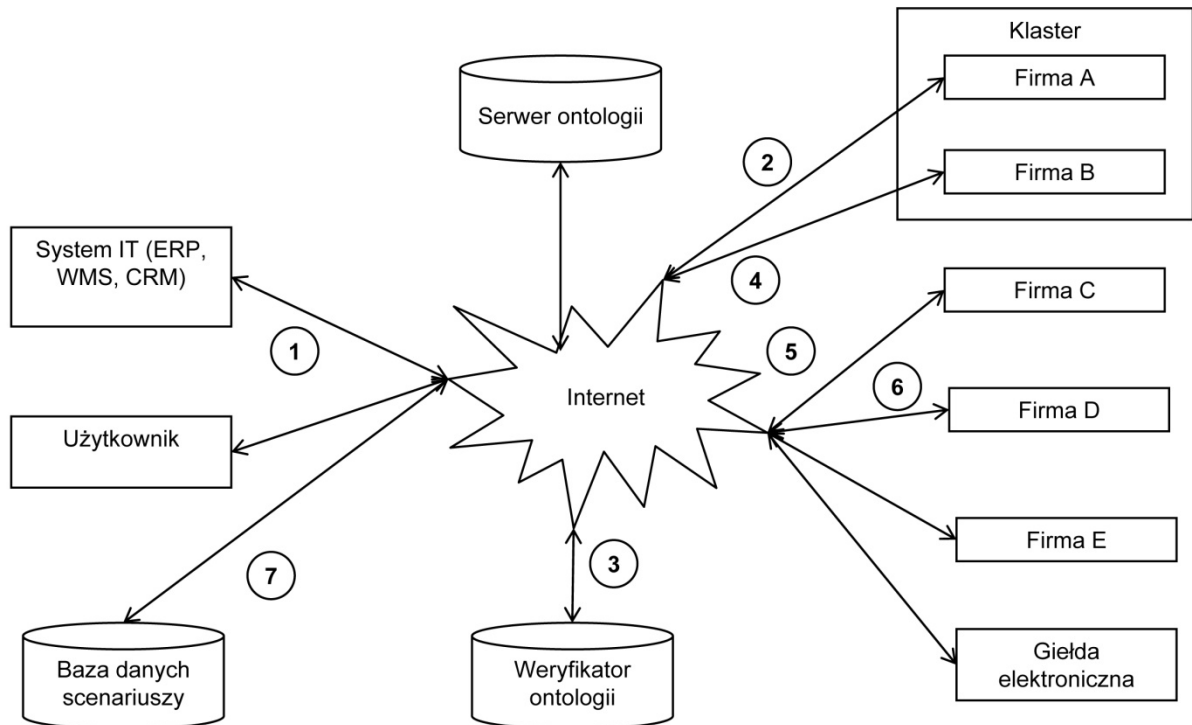 Klaster
Firma A
Serwer ontologii
2
Firma B
System IT (ERP,
WMS, CRM)
4
Firma C
1
5
Internet
6
Firma D
Użytkownik
Firma E
3
7
Baza danych
scenariuszy
Weryfikator
ontologii
Giełda
elektroniczna